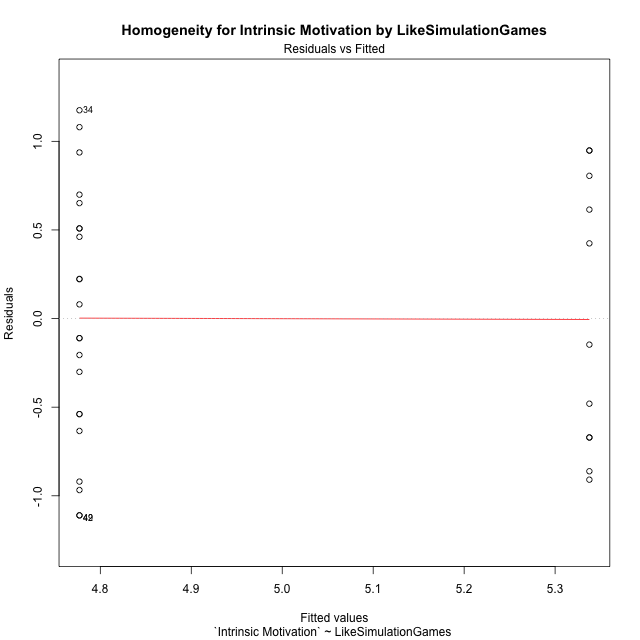 Homogeneity for Intrinsic Motivation by LikeSimulationGames
Residuals vs Fitted
34
1.0
0.5
0.0
-0.5
-1.0
Residuals
4.8 4.9 5.0 5.1 5.2 5.3
Fitted values
`Intrinsic Motivation` ~ LikeSimulationGames